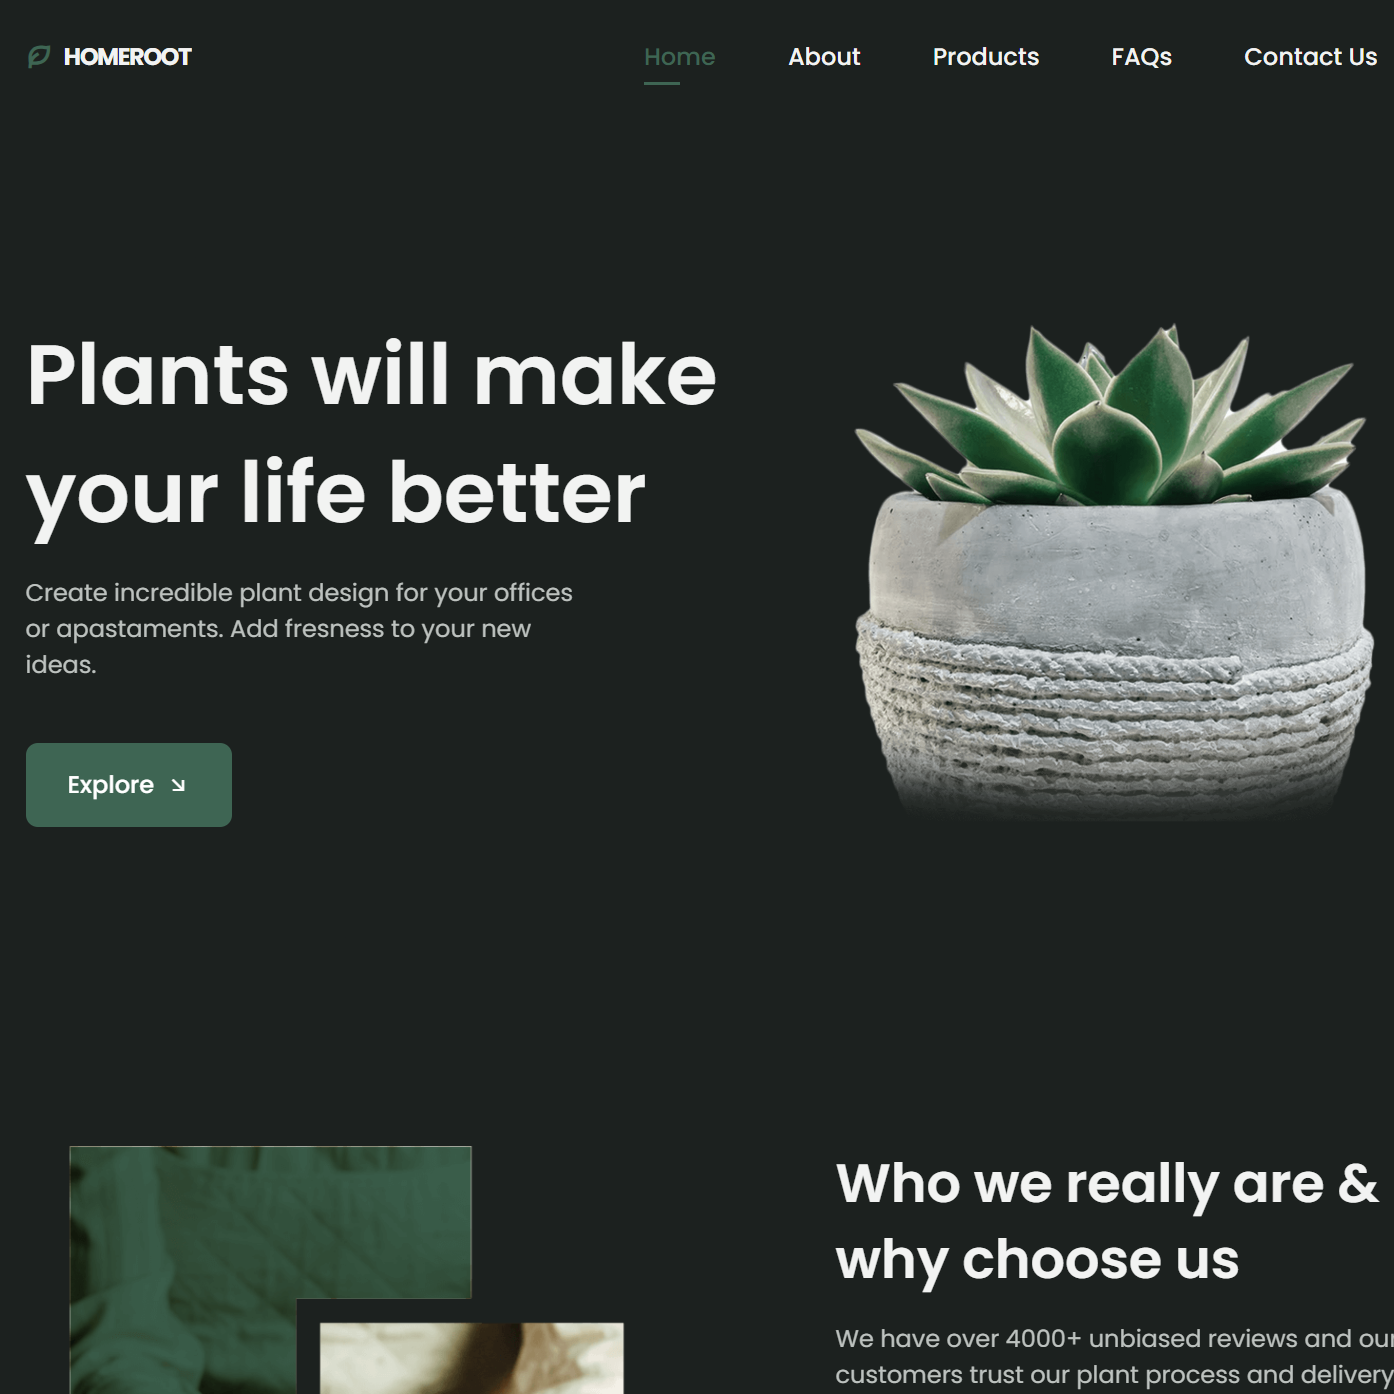 HOMEROOT
Home About Products FAQs Contact Us
Plants will make
your life better
Create incredible plant design for your offices
or apastaments. Add fresness to your new
ideas.
Explore
Who we really are &
why choose us
We have over 4000+ unbiased reviews and our
customers trust our plant process and delivery